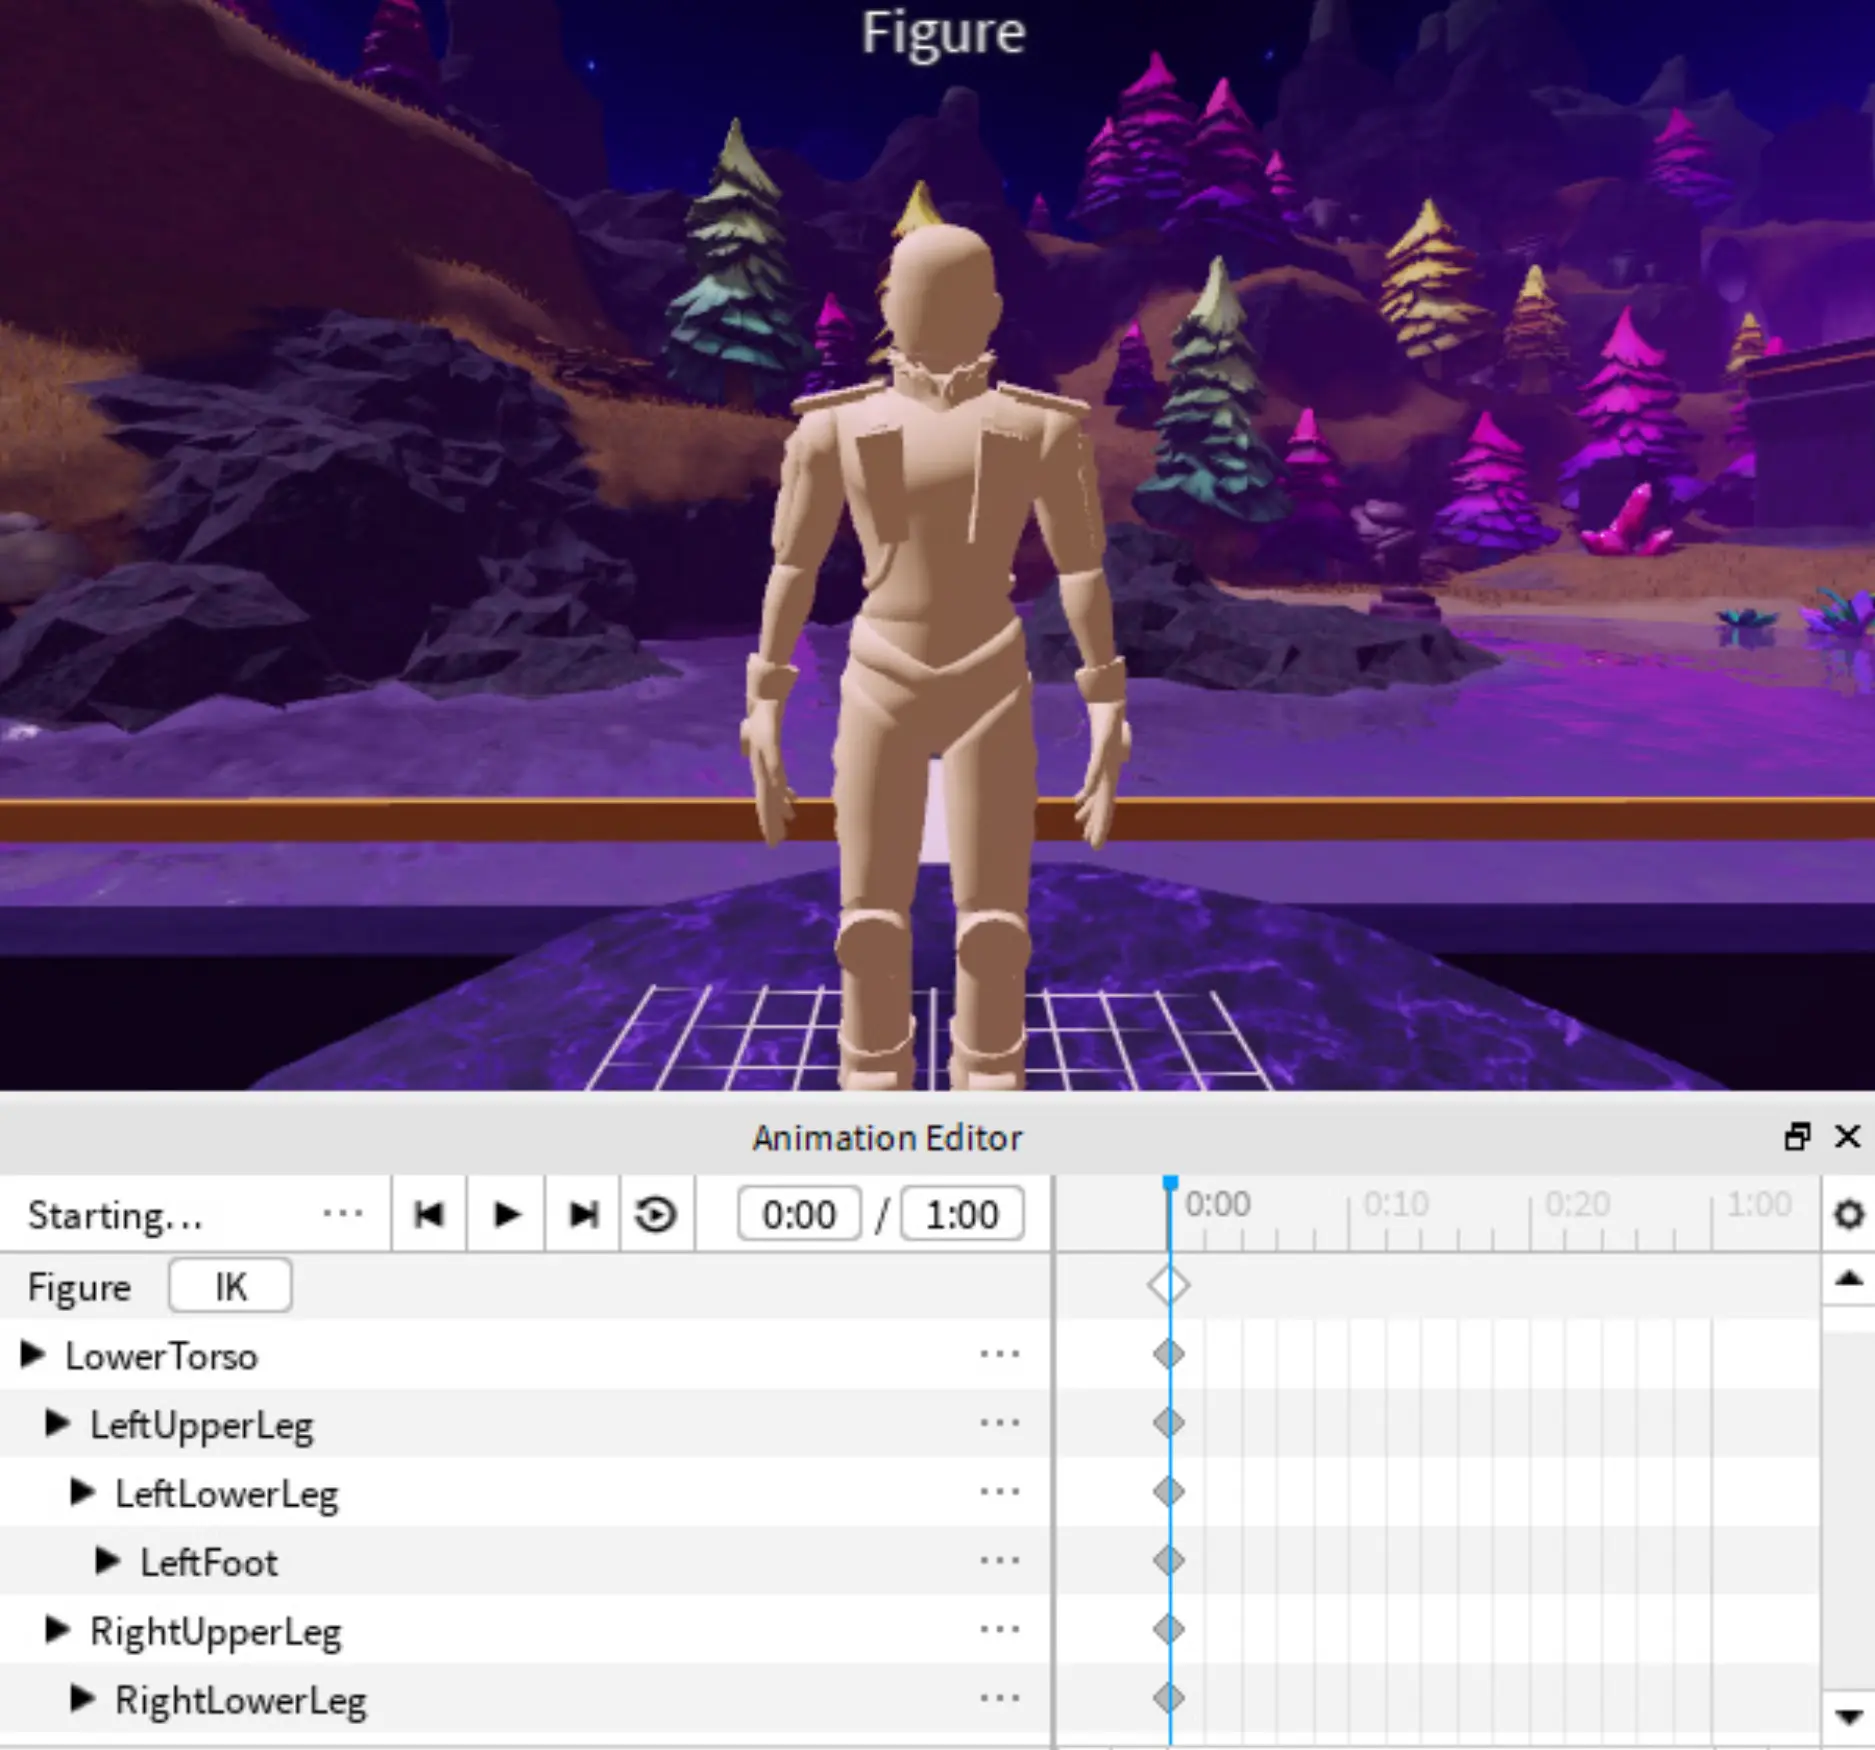 Figure
Animation Editor
Starting... ... 0:00 / 1:00 0:00 0:10 0:20 1:00
Figure IK
LowerTorso ...
LeftUpperLeg ...
LeftLowerLeg ...
LeftFoot ...
RightUpperLeg ...
RightLowerLeg ...